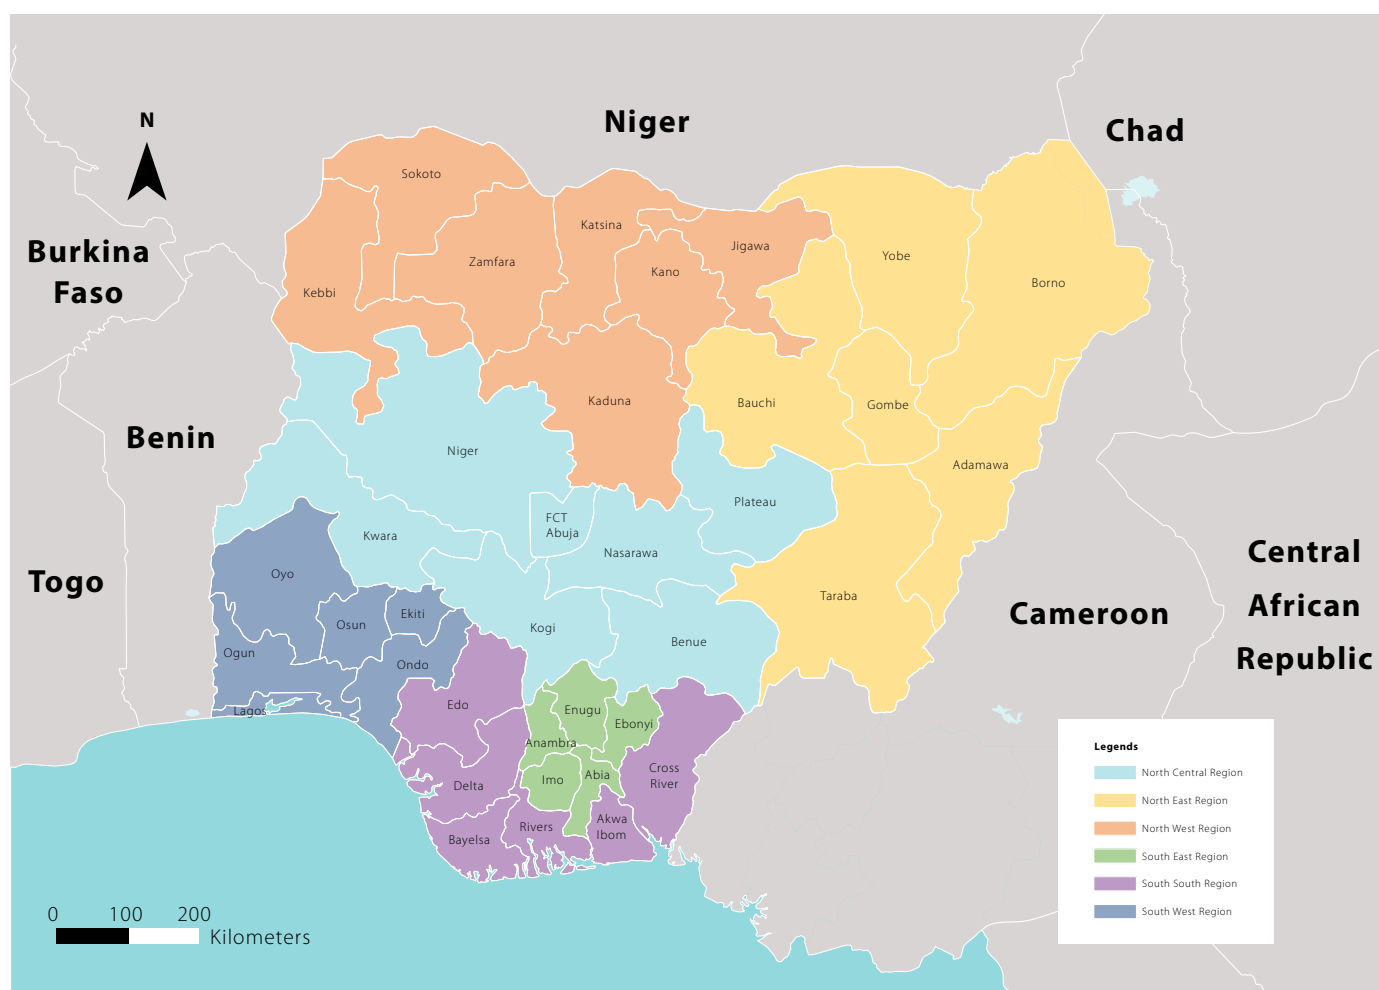 N
Niger
Chad
Burkina
Faso
Benin
Togo
Cameroon
Central
African
Republic
Sokoto
Kebbi
Zamfara
Katsina
Kano
Jigawa
Kaduna
Yobe
Borno
Bauchi
Gombe
Adamawa
Taraba
Niger
Kwara
FCT
Abuja
Nasarawa
Plateau
Kogi
Benue
Oyo
Osun
Ekiti
Ogun
Ondo
Lagos
Edo
Delta
Bayelsa
Rivers
Akwa
Ibom
Cross
River
Enugu
Ebonyi
Anambra
Imo
Abia
Legends
North Central Region
North East Region
North West Region
South East Region
South South Region
South West Region
0 100 200
Kilometers